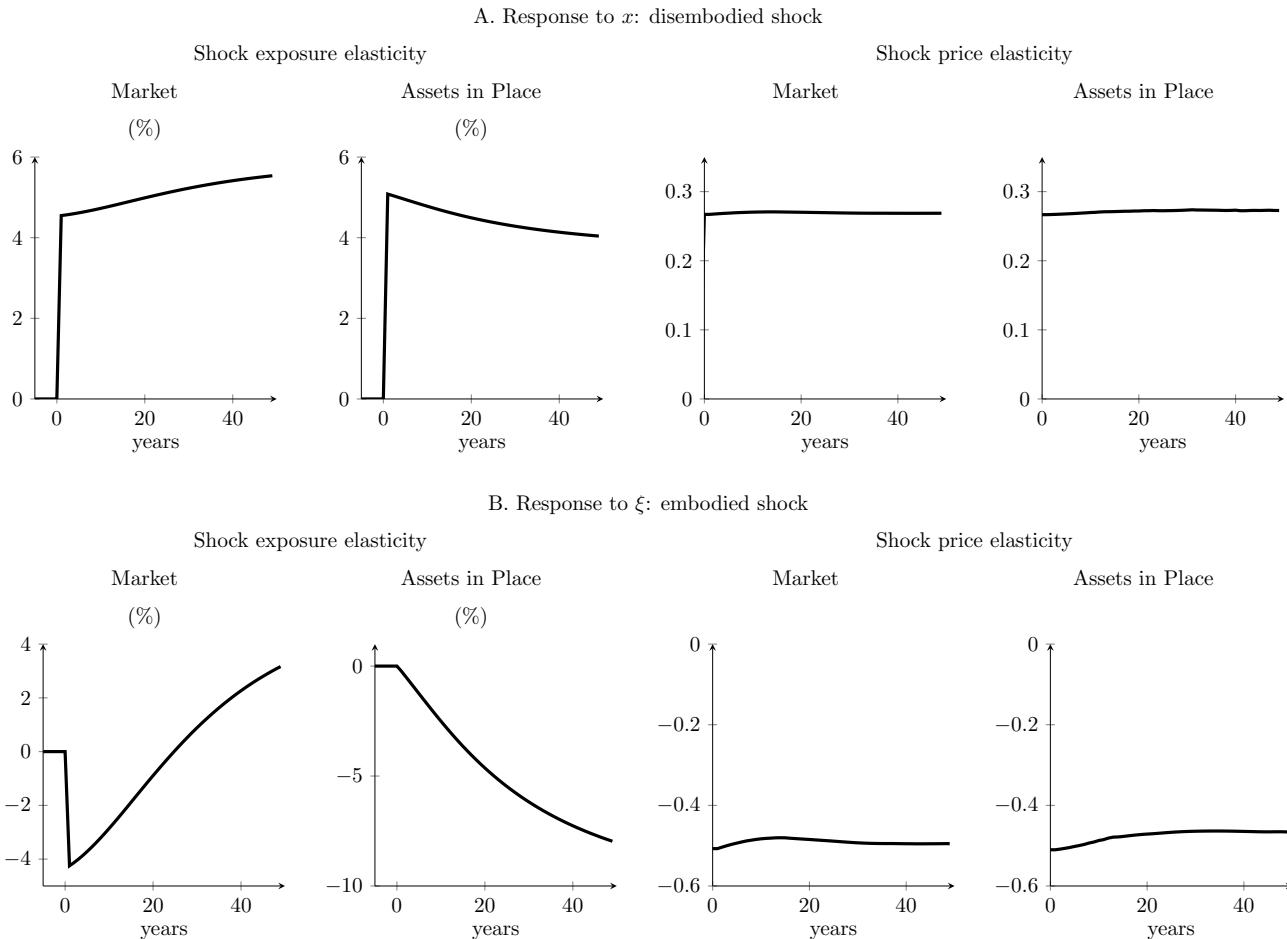 A. Response to x: disembodied shock
Shock exposure elasticity
Shock price elasticity
Market
Assets in Place
Market
Assets in Place
(%)
(%)
6
4
2
0
0
20
40
years
6
4
2
0
0
20
40
years
0.3
0.2
0.1
0
0
20
40
years
0.3
0.2
0.1
0
0
20
40
years
B. Response to ξ: embodied shock
Shock exposure elasticity
Shock price elasticity
Market
Assets in Place
Market
Assets in Place
(%)
(%)
4
2
0
−2
−4
0
20
40
years
0
−5
−10
0
20
40
years
0
−0.2
−0.4
−0.6
0
20
40
years
0
−0.2
−0.4
−0.6
0
20
40
years